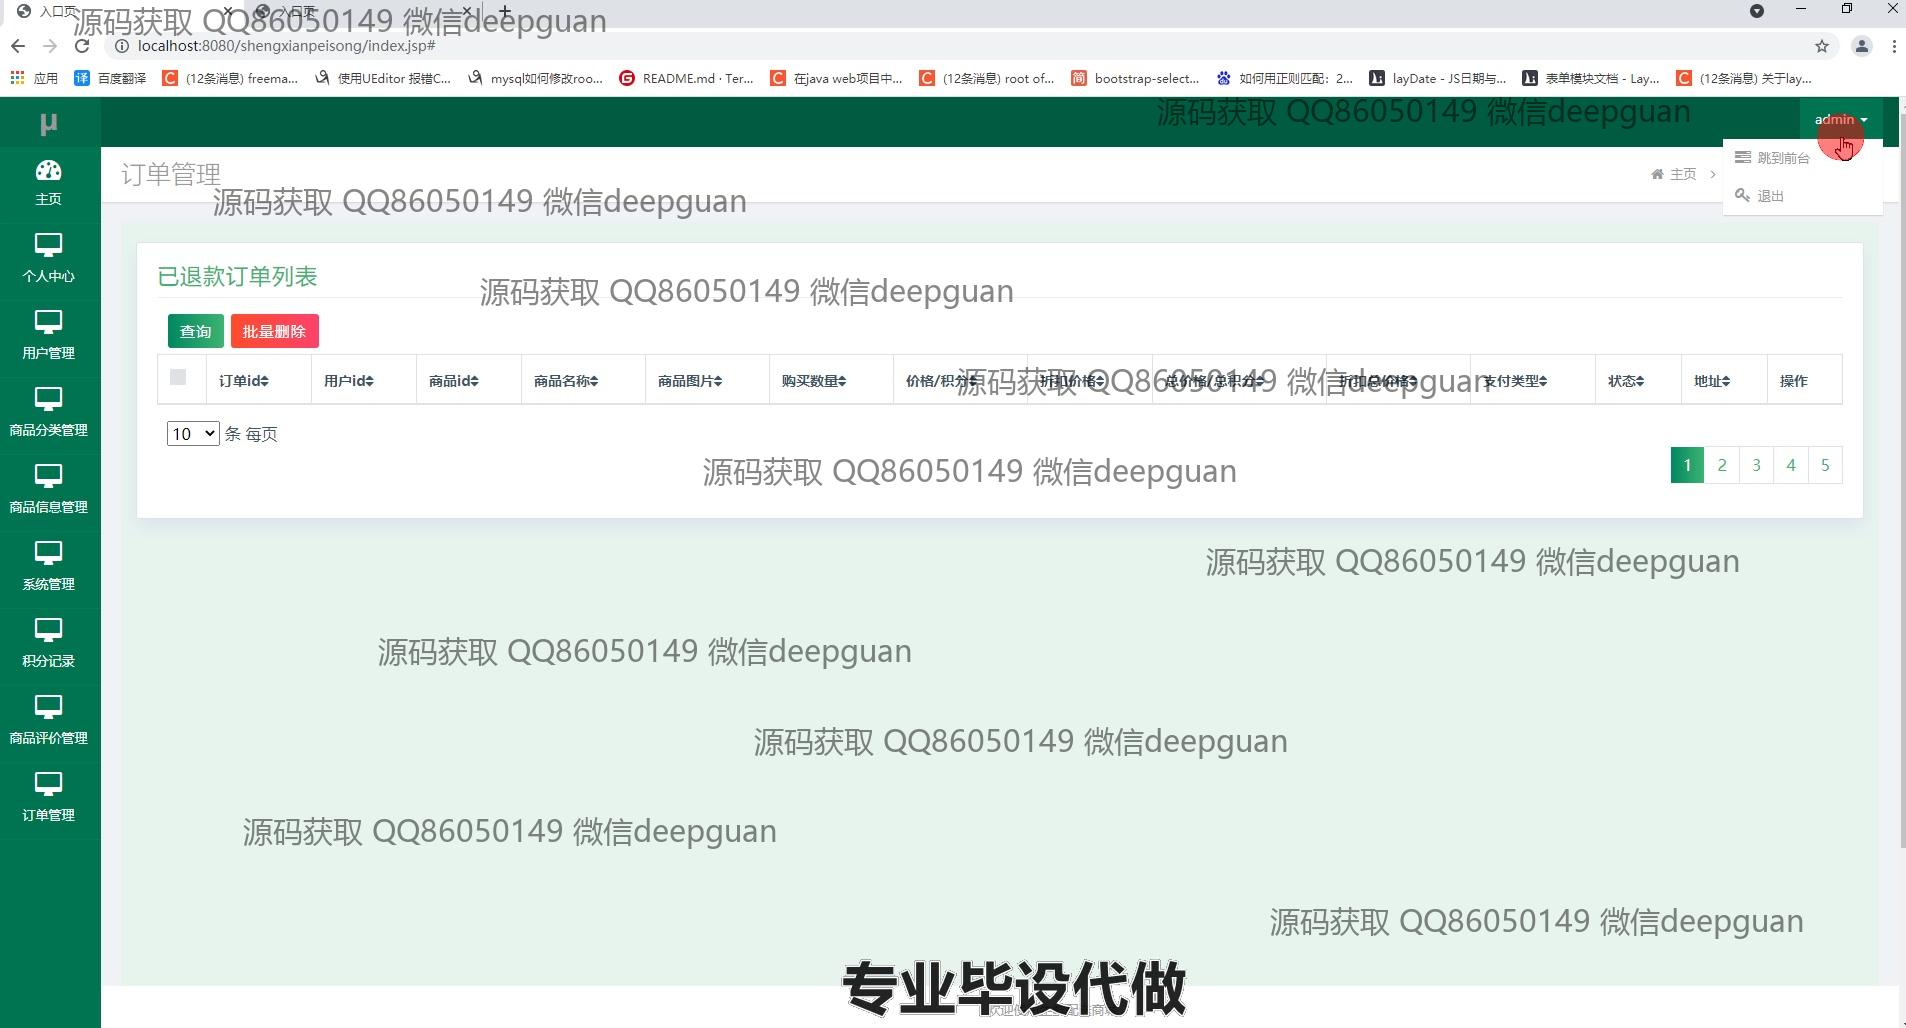 入口页
入口页
源码获取 QQ86050149 微信deepguan
localhost:8080/shengxianpeisong/index.jsp#
应用
百度翻译
(12条消息) freema...
使用UEditor 报错C...
mysql如何修改roo...
README.md · Ter...
在java web项目中...
(12条消息) root of...
bootstrap-select...
如何用正则匹配：2...
layDate - JS日期与...
表单模块文档 - Lay...
(12条消息) 关于lay...
源码获取 QQ86050149 微信deepguan
μ
admin
跳到前台
退出
订单管理
主页
源码获取 QQ86050149 微信deepguan
主页
个人中心
用户管理
商品分类管理
商品信息管理
系统管理
积分记录
商品评价管理
订单管理
已退款订单列表
源码获取 QQ86050149 微信deepguan
查询 批量删除
订单id 用户id 商品id 商品名称 商品图片 购买数量 价格/积分 折扣价格 总价格/总积分 折扣总价格 支付类型 状态 地址 操作
源码获取 QQ86050149 微信deepguan
10 条 每页
源码获取 QQ86050149 微信deepguan
1 2 3 4 5
源码获取 QQ86050149 微信deepguan
源码获取 QQ86050149 微信deepguan
源码获取 QQ86050149 微信deepguan
源码获取 QQ86050149 微信deepguan
源码获取 QQ86050149 微信deepguan
专业毕设代做